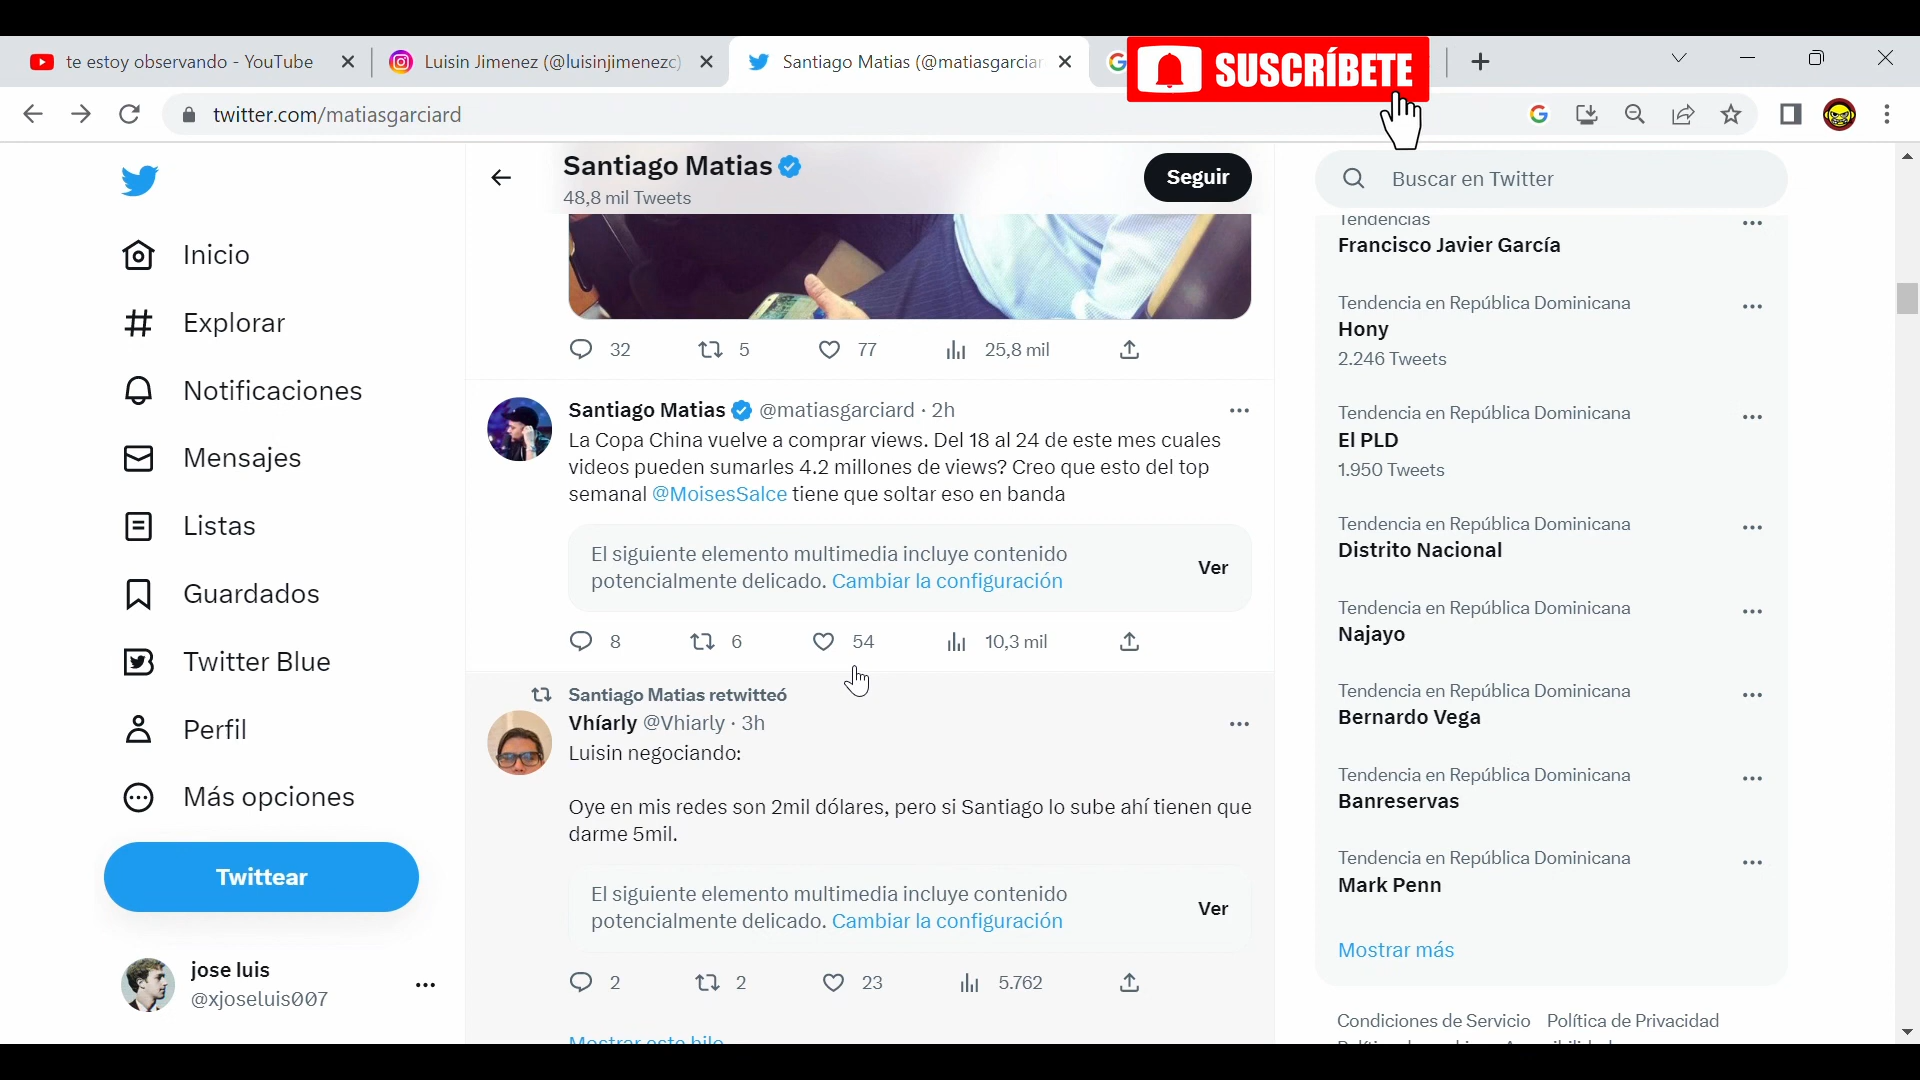 te estoy observando - YouTube
Luisin Jimenez (@luisinjimenezc)
Santiago Matias (@matiasgarciar
SUSCRÍBETE
twitter.com/matiasgarciard
Santiago Matias
48,8 mil Tweets
Seguir
Buscar en Twitter
Inicio
Explorar
Notificaciones
Mensajes
Listas
Guardados
Twitter Blue
Perfil
Más opciones
Twittear
jose luis
@xjoseluis007
32 5 77 25,8 mil
Santiago Matias @matiasgarciard · 2h
La Copa China vuelve a comprar views. Del 18 al 24 de este mes cuales
videos pueden sumarles 4.2 millones de views? Creo que esto del top
semanal @MoisesSalce tiene que soltar eso en banda
El siguiente elemento multimedia incluye contenido
potencialmente delicado. Cambiar la configuración
Ver
8 6 54 10,3 mil
Santiago Matias retwitteó
Vhíarly @Vhiarly · 3h
Luisin negociando:
Oye en mis redes son 2mil dólares, pero si Santiago lo sube ahí tienen que
darme 5mil.
El siguiente elemento multimedia incluye contenido
potencialmente delicado. Cambiar la configuración
Ver
2 2 23 5.762
Mostrar este hilo
Tendencias
Francisco Javier García
Tendencia en República Dominicana
Hony
2.246 Tweets
Tendencia en República Dominicana
El PLD
1.950 Tweets
Tendencia en República Dominicana
Distrito Nacional
Tendencia en República Dominicana
Najayo
Tendencia en República Dominicana
Bernardo Vega
Tendencia en República Dominicana
Banreservas
Tendencia en República Dominicana
Mark Penn
Mostrar más
Condiciones de Servicio Política de Privacidad